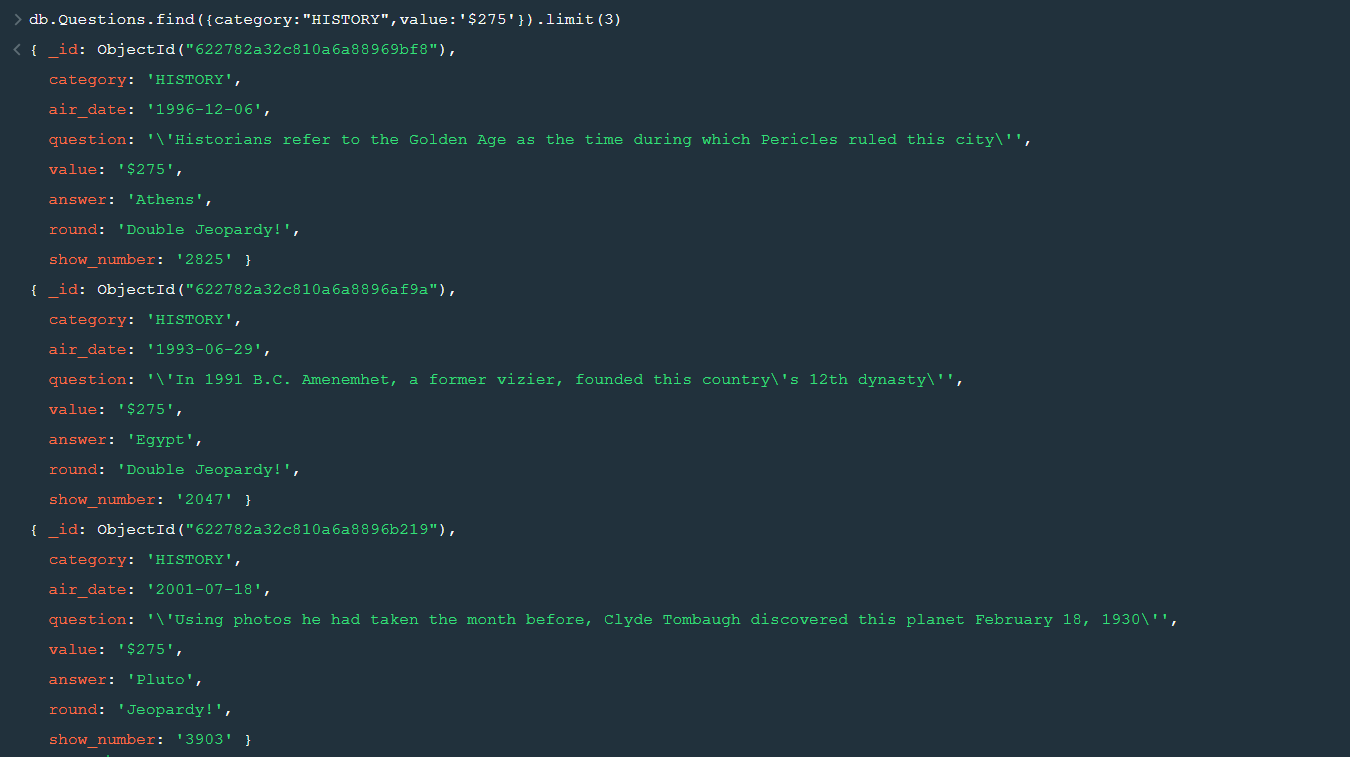 > db.Questions.find({category:"HISTORY",value:'$275'}).limit(3)
< { _id: ObjectId("622782a32c810a6a88969bf8"),
category: 'HISTORY',
air_date: '1996-12-06',
question: '\'Historians refer to the Golden Age as the time during which Pericles ruled this city\'',
value: '$275',
answer: 'Athens',
round: 'Double Jeopardy!',
show_number: '2825' }
{ _id: ObjectId("622782a32c810a6a8896af9a"),
category: 'HISTORY',
air_date: '1993-06-29',
question: '\'In 1991 B.C. Amenemhet, a former vizier, founded this country\'s 12th dynasty\'',
value: '$275',
answer: 'Egypt',
round: 'Double Jeopardy!',
show_number: '2047' }
{ _id: ObjectId("622782a32c810a6a8896b219"),
category: 'HISTORY',
air_date: '2001-07-18',
question: '\'Using photos he had taken the month before, Clyde Tombaugh discovered this planet February 18, 1930\'',
value: '$275',
answer: 'Pluto',
round: 'Jeopardy!',
show_number: '3903' }